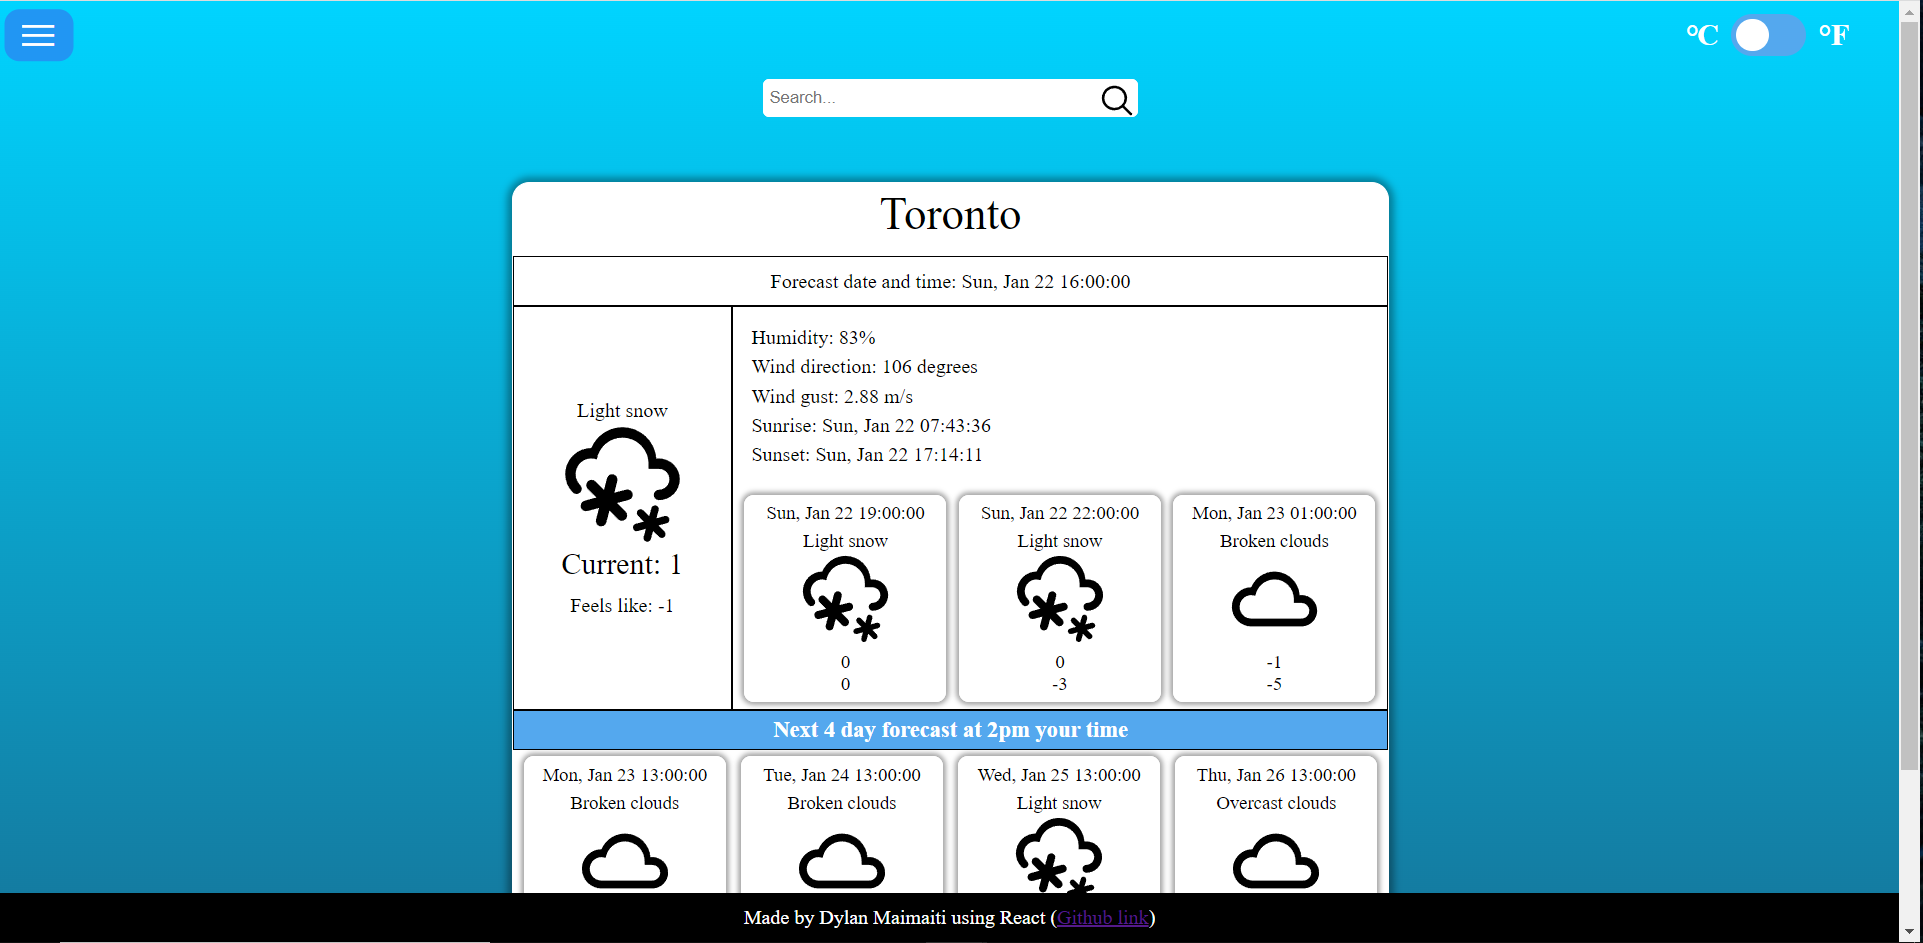 °C °F
Search...
Toronto
Forecast date and time: Sun, Jan 22 16:00:00
Light snow
Current: 1
Feels like: -1
Humidity: 83%
Wind direction: 106 degrees
Wind gust: 2.88 m/s
Sunrise: Sun, Jan 22 07:43:36
Sunset: Sun, Jan 22 17:14:11
Sun, Jan 22 19:00:00
Light snow
0
0
Sun, Jan 22 22:00:00
Light snow
0
-3
Mon, Jan 23 01:00:00
Broken clouds
-1
-5
Next 4 day forecast at 2pm your time
Mon, Jan 23 13:00:00
Broken clouds
Tue, Jan 24 13:00:00
Broken clouds
Wed, Jan 25 13:00:00
Light snow
Thu, Jan 26 13:00:00
Overcast clouds
Made by Dylan Maimaiti using React (Github link)